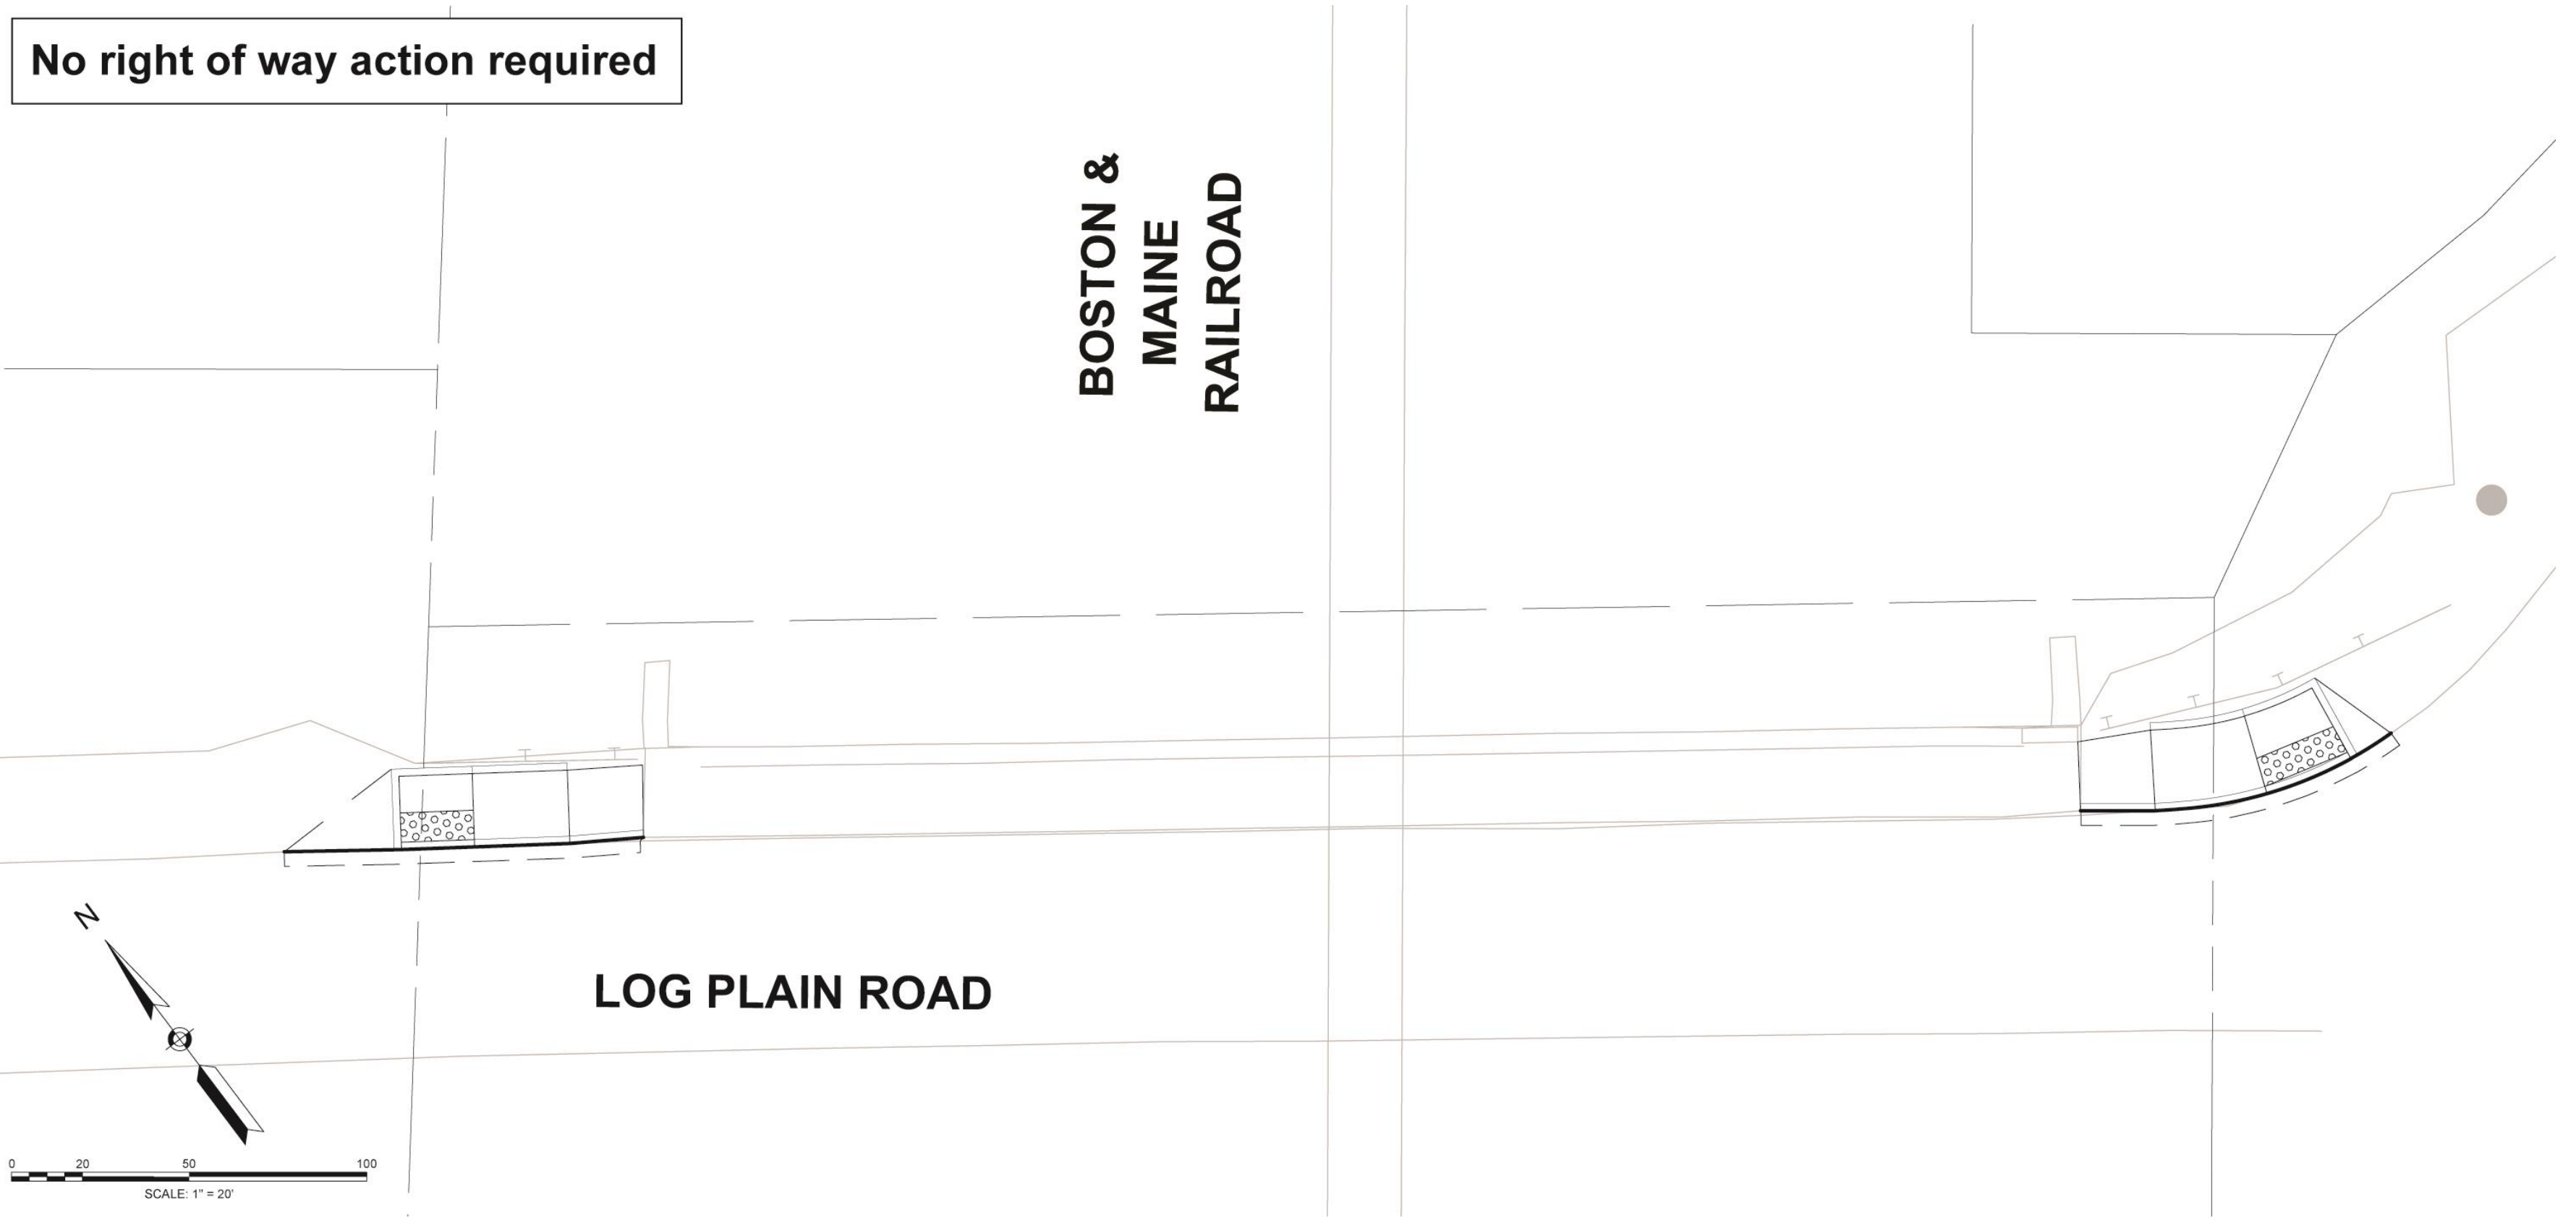 No right of way action required
BOSTON &
MAINE
RAILROAD
LOG PLAIN ROAD
N
0 20 50 100
SCALE: 1" = 20'